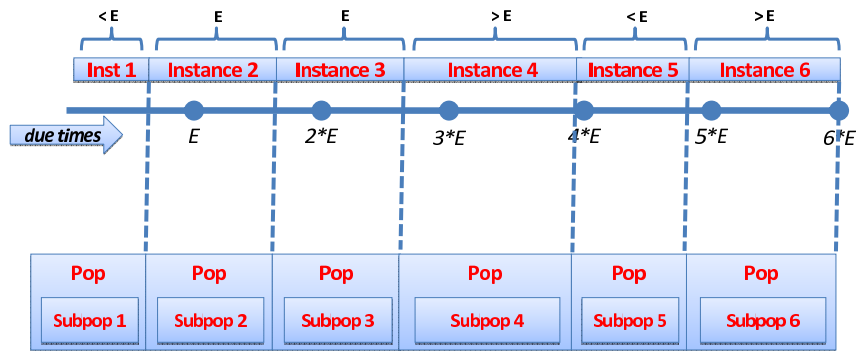 < E E E > E < E > E
Inst 1 Instance 2 Instance 3 Instance 4 Instance 5 Instance 6
due times E 2*E 3*E 4*E 5*E 6*E
Pop Pop Pop Pop Pop Pop
Subpop 1 Subpop 2 Subpop 3 Subpop 4 Subpop 5 Subpop 6